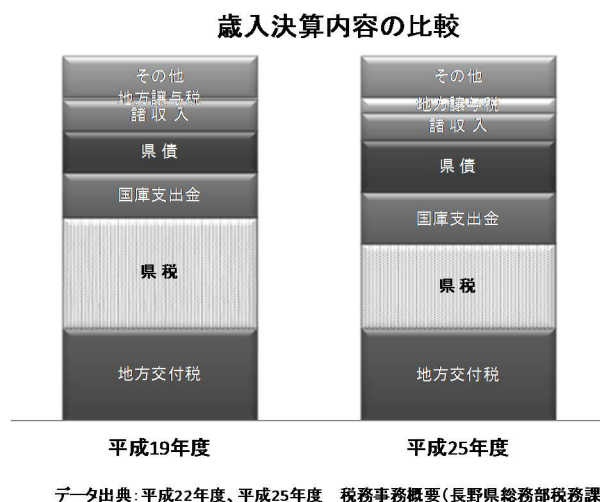 歳入決算内容の比較
その他
地方譲与税
諸収入
県債
国庫支出金
県税
地方交付税
その他
地方譲与税
諸収入
県債
国庫支出金
県税
地方交付税
平成19年度
平成25年度
データ出典：平成22年度、平成25年度　税務事務概要（長野県総務部税務課